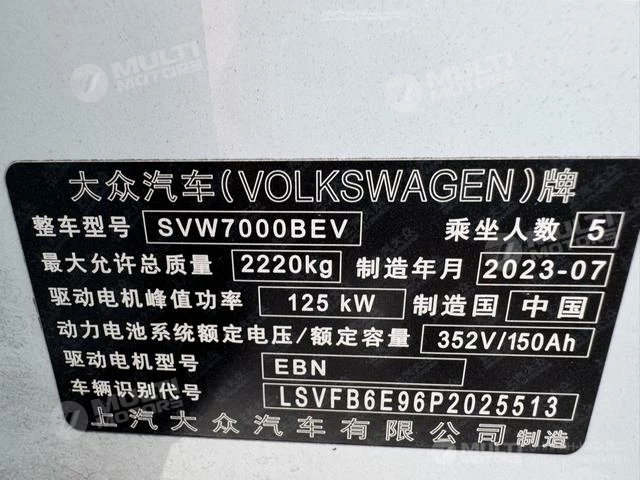 MULTI MOTORS
大众汽车(VOLKSWAGEN)牌
整车型号 SVW7000BEV 乘坐人数 5
最大允许总质量 2220kg 制造年月 2023-07
驱动电机峰值功率 125 kW 制造国 中国
动力电池系统额定电压/额定容量 352V/150Ah
驱动电机型号 EBN
车辆识别代号 LSVFB6E96P2025513
上汽大众汽车有限公司 制造